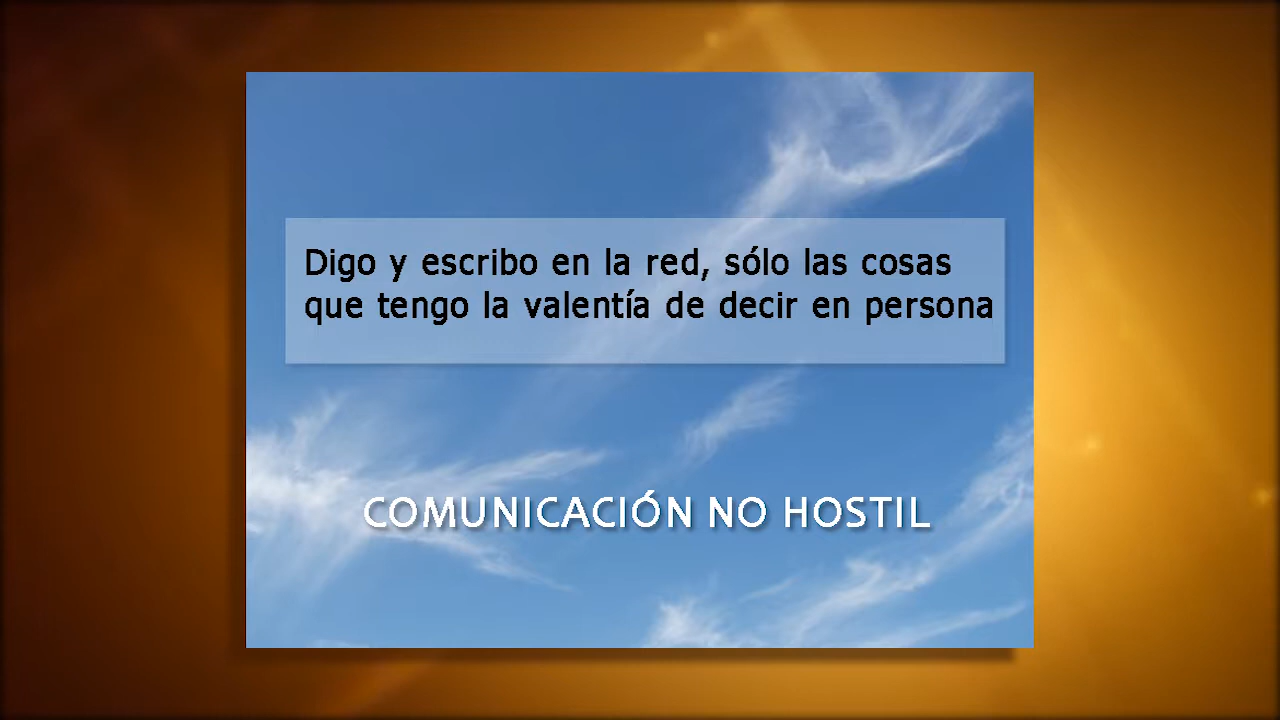 Digo y escribo en la red, sólo las cosas
que tengo la valentía de decir en persona
COMUNICACIÓN NO HOSTIL